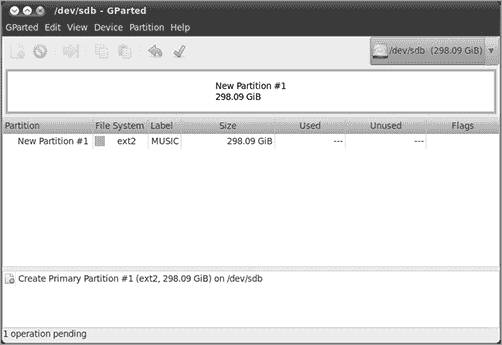 /dev/sdb - GParted
GParted Edit View Device Partition Help
/dev/sdb (298.09 GiB)
New Partition #1
298.09 GiB
Partition File System Label Size Used Unused Flags
New Partition #1 ext2 MUSIC 298.09 GiB --- ---
Create Primary Partition #1 (ext2, 298.09 GiB) on /dev/sdb
1 operation pending